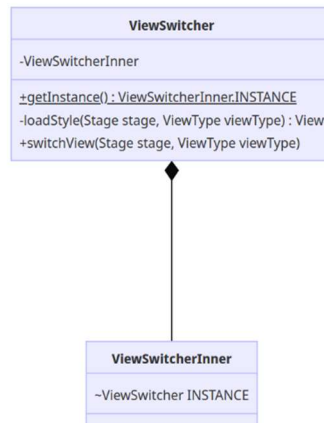 ViewSwitcher
-ViewSwitcherInner
+getInstance() : ViewSwitcherInner.INSTANCE
-loadStyle(Stage stage, ViewType viewType) : View
+switchView(Stage stage, ViewType viewType)
ViewSwitcherInner
~ViewSwitcher INSTANCE